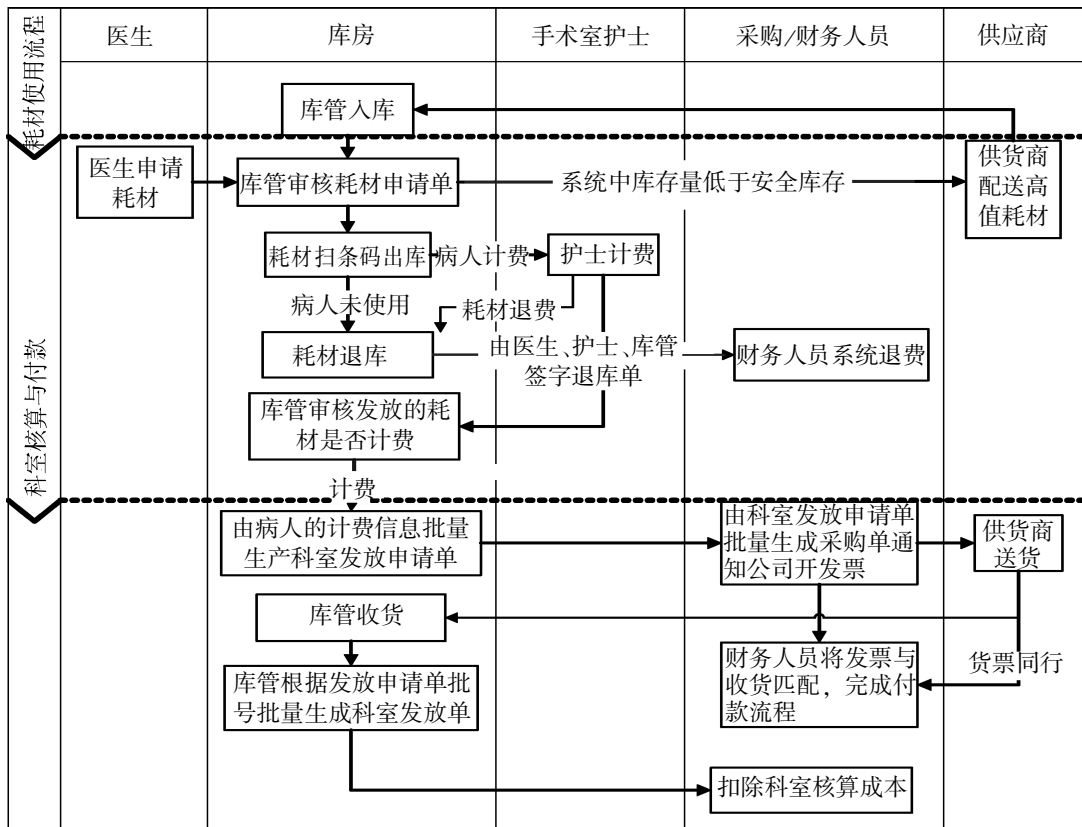 医生
库房
手术室护士
采购/财务人员
供应商
耗材使用流程
库管入库
医生申请
耗材
库管审核耗材申请单
系统中库存量低于安全库存
供货商
配送高
值耗材
耗材扫条码出库
病人计费
护士计费
病人未使用
耗材退费
耗材退库
由医生、护士、库管
签字退库单
财务人员系统退费
库管审核发放的耗
材是否计费
科室核算与付款
计费
由病人的计费信息批量
生产科室发放申请单
由科室发放申请单
批量生成采购单通
知公司开发票
供货商
送货
库管收货
货票同行
财务人员将发票与
收货匹配，完成付
款流程
库管根据发放申请单批
号批量生成科室发放单
扣除科室核算成本